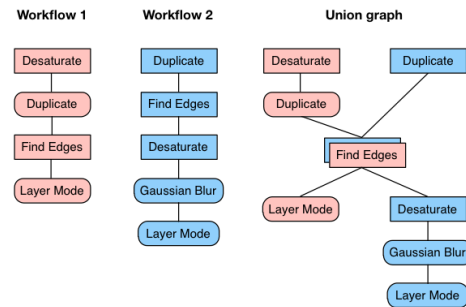 Workflow 1
Workflow 2
Union graph
Desaturate
Duplicate
Find Edges
Layer Mode
Duplicate
Find Edges
Desaturate
Gaussian Blur
Layer Mode
Desaturate
Duplicate
Duplicate
Find Edges
Layer Mode
Desaturate
Gaussian Blur
Layer Mode